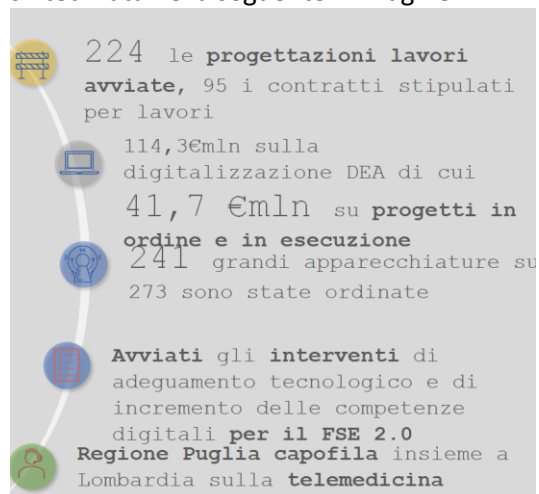 224 le progettazioni lavori
avviate, 95 i contratti stipulati
per lavori
114,3€mln sulla
digitalizzazione DEA di cui
41,7 €mln su progetti in
ordine e in esecuzione
241 grandi apparecchiature su
273 sono state ordinate
Avviati gli interventi di
adeguamento tecnologico e di
incremento delle competenze
digitali per il FSE 2.0
Regione Puglia capofila insieme a
Lombardia sulla telemedicina